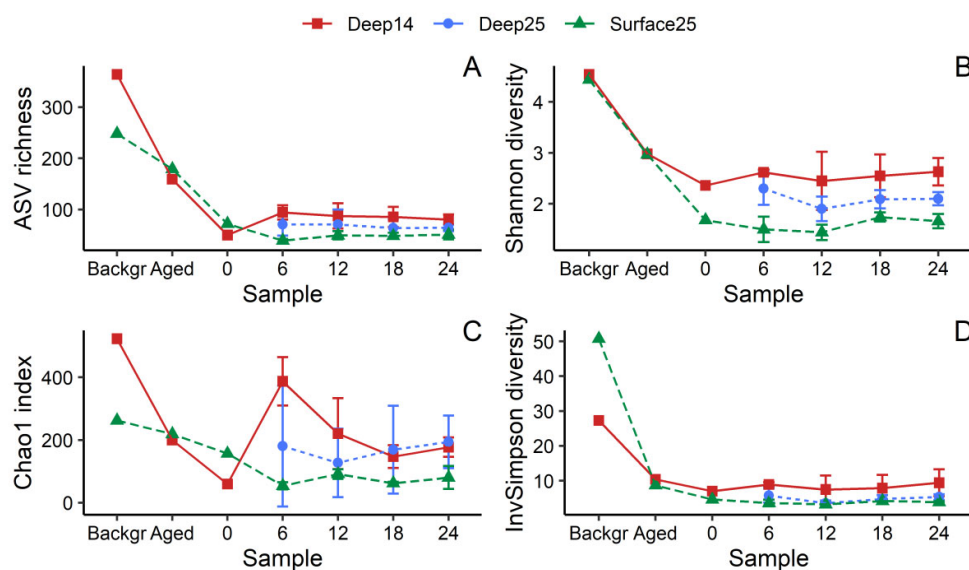 Deep14 Deep25 Surface25
A
ASV richness
300
200
100
Backgr Aged 0 6 12 18 24
Sample
B
Shannon diversity
4
3
2
Backgr Aged 0 6 12 18 24
Sample
C
Chao1 index
400
200
0
Backgr Aged 0 6 12 18 24
Sample
D
InvSimpson diversity
50
40
30
20
10
Backgr Aged 0 6 12 18 24
Sample